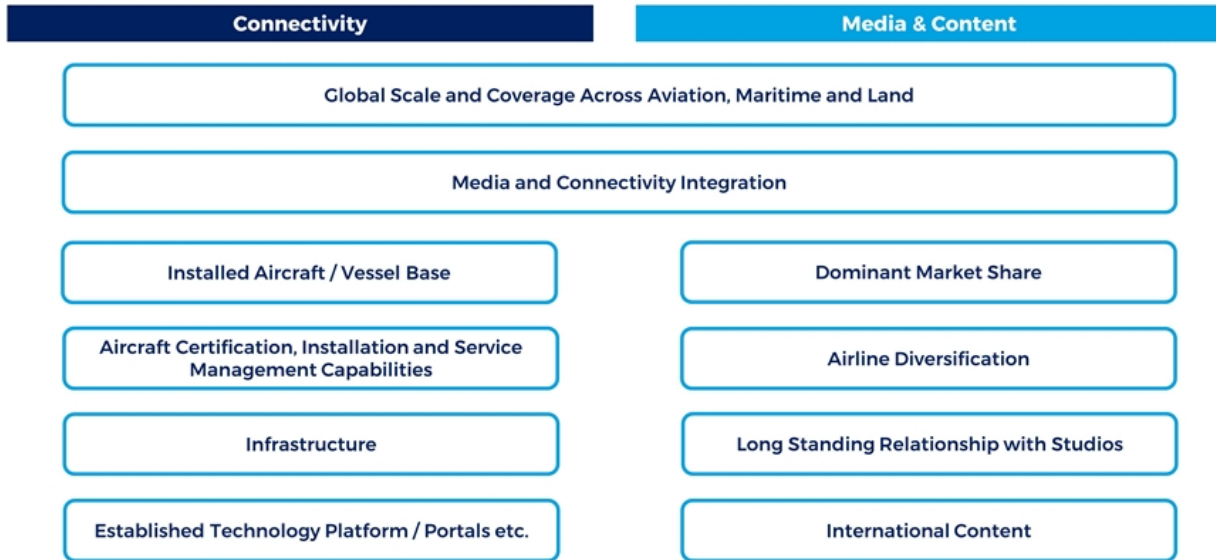 Connectivity
Media & Content
Global Scale and Coverage Across Aviation, Maritime and Land
Media and Connectivity Integration
Installed Aircraft / Vessel Base
Dominant Market Share
Aircraft Certification, Installation and Service
Management Capabilities
Airline Diversification
Infrastructure
Long Standing Relationship with Studios
Established Technology Platform / Portals etc.
International Content